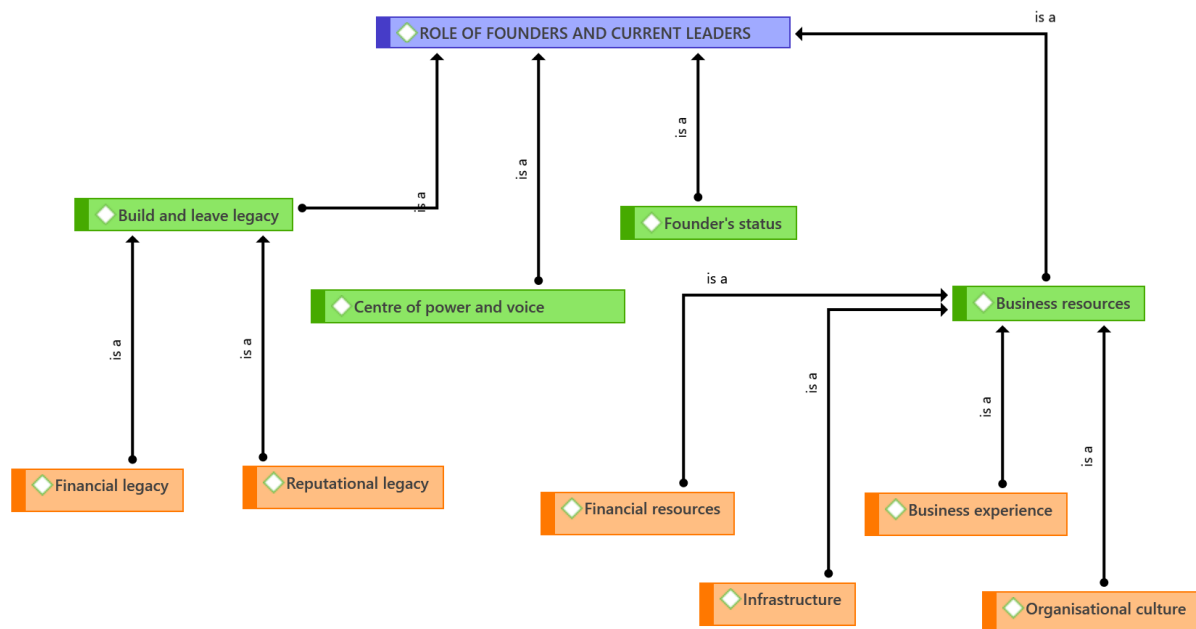 is a
ROLE OF FOUNDERS AND CURRENT LEADERS
is a
is a
is a
Build and leave legacy
Founder's status
is a
Centre of power and voice
Business resources
is a
is a
is a
is a
is a
Financial legacy
Reputational legacy
Financial resources
Business experience
Infrastructure
Organisational culture
is a